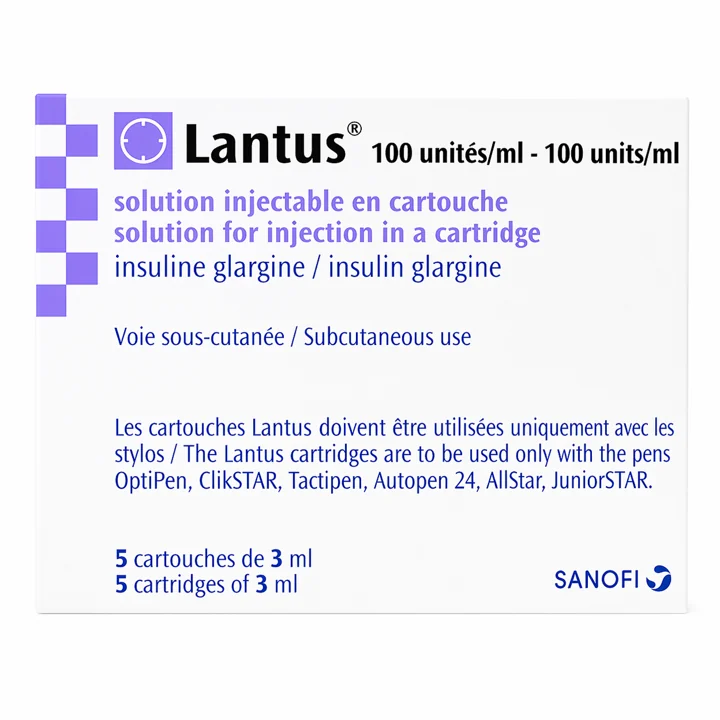 Lantus® 100 unités/ml - 100 units/ml
solution injectable en cartouche
solution for injection in a cartridge
insuline glargine / insulin glargine
Voie sous-cutanée / Subcutaneous use
Les cartouches Lantus doivent être utilisées uniquement avec les
stylos / The Lantus cartridges are to be used only with the pens
OptiPen, ClikSTAR, Tactipen, Autopen 24, AllStar, JuniorSTAR.
5 cartouches de 3 ml
5 cartridges of 3 ml
SANOFI